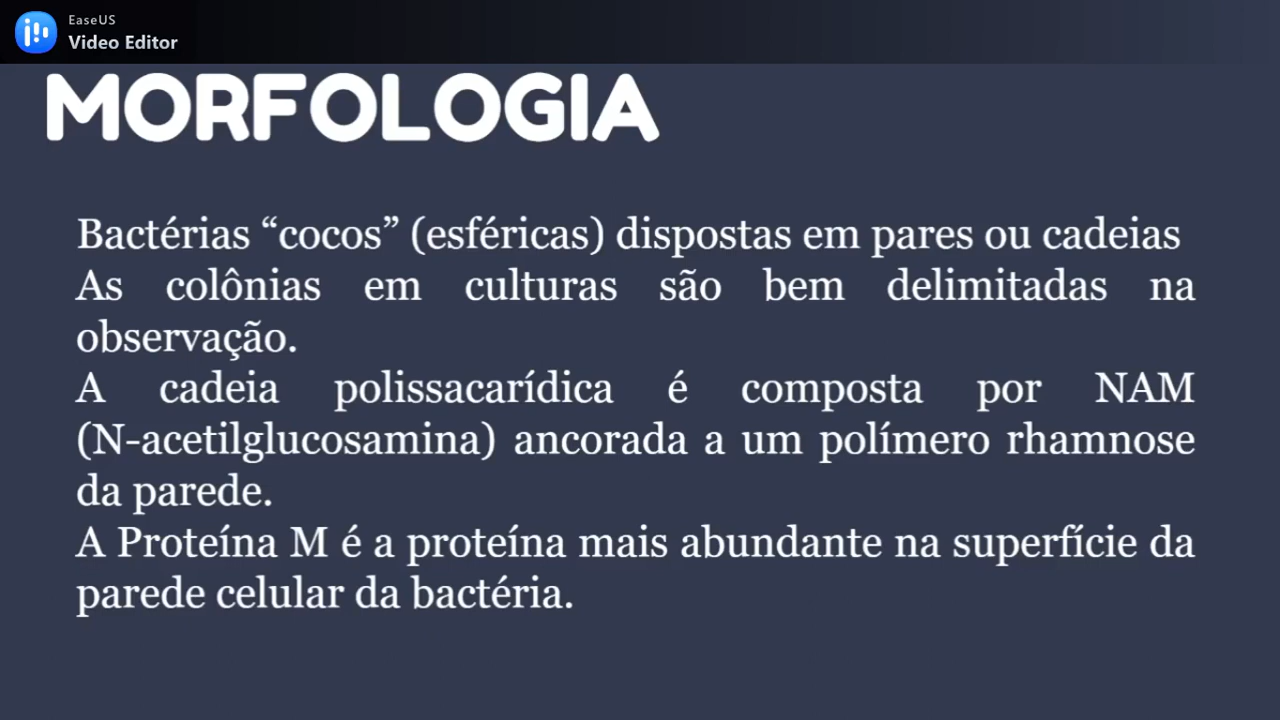 EaseUS
Video Editor
MORFOLOGIA
Bactérias “cocos” (esféricas) dispostas em pares ou cadeias
As colônias em culturas são bem delimitadas na
observação.
A cadeia polissacarídica é composta por NAM
(N-acetilglucosamina) ancorada a um polímero rhamnose
da parede.
A Proteína M é a proteína mais abundante na superfície da
parede celular da bactéria.